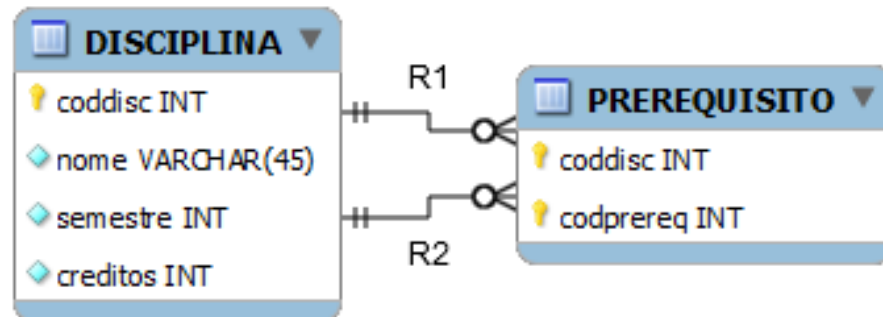 DISCIPLINA
coddisc INT
nome VARCHAR(45)
semestre INT
creditos INT
R1
R2
PREREQUISITO
coddisc INT
codprereq INT